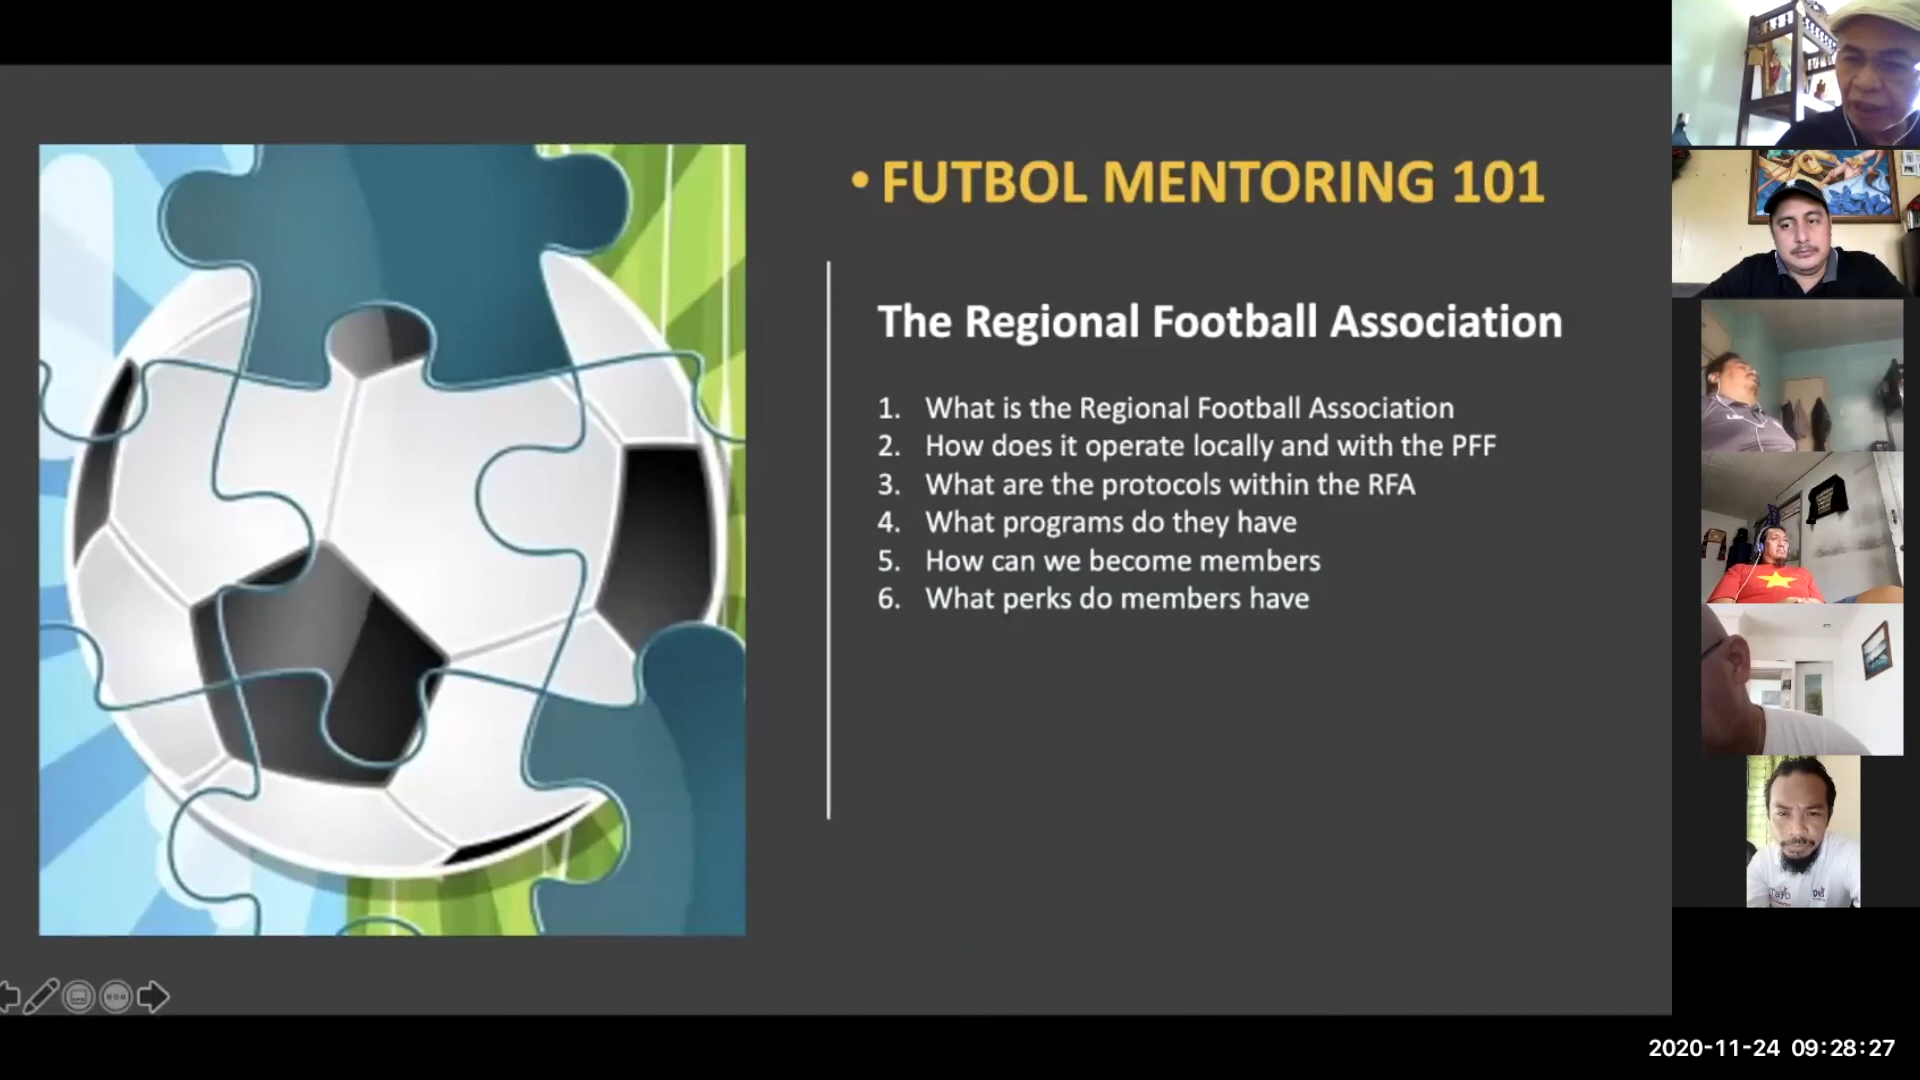 • FUTBOL MENTORING 101
The Regional Football Association
1. What is the Regional Football Association
2. How does it operate locally and with the PFF
3. What are the protocols within the RFA
4. What programs do they have
5. How can we become members
6. What perks do members have
2020-11-24 09:28:27